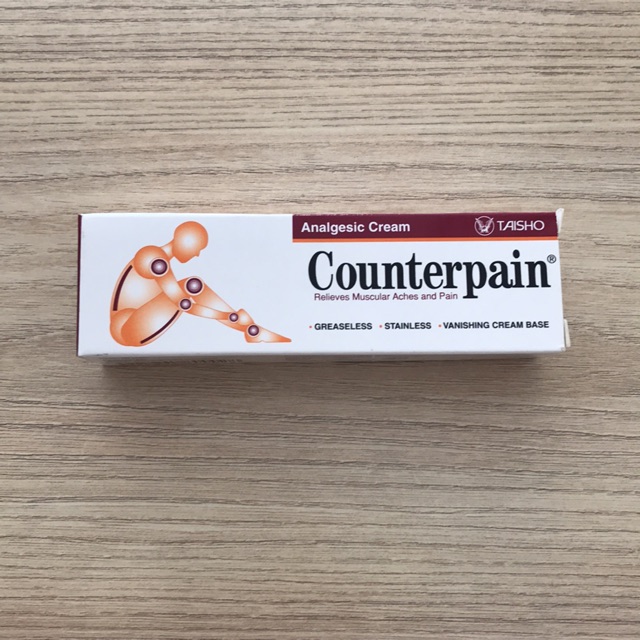 Analgesic Cream
TAISHO
Counterpain®
Relieves Muscular Aches and Pain
• GREASELESS • STAINLESS • VANISHING CREAM BASE